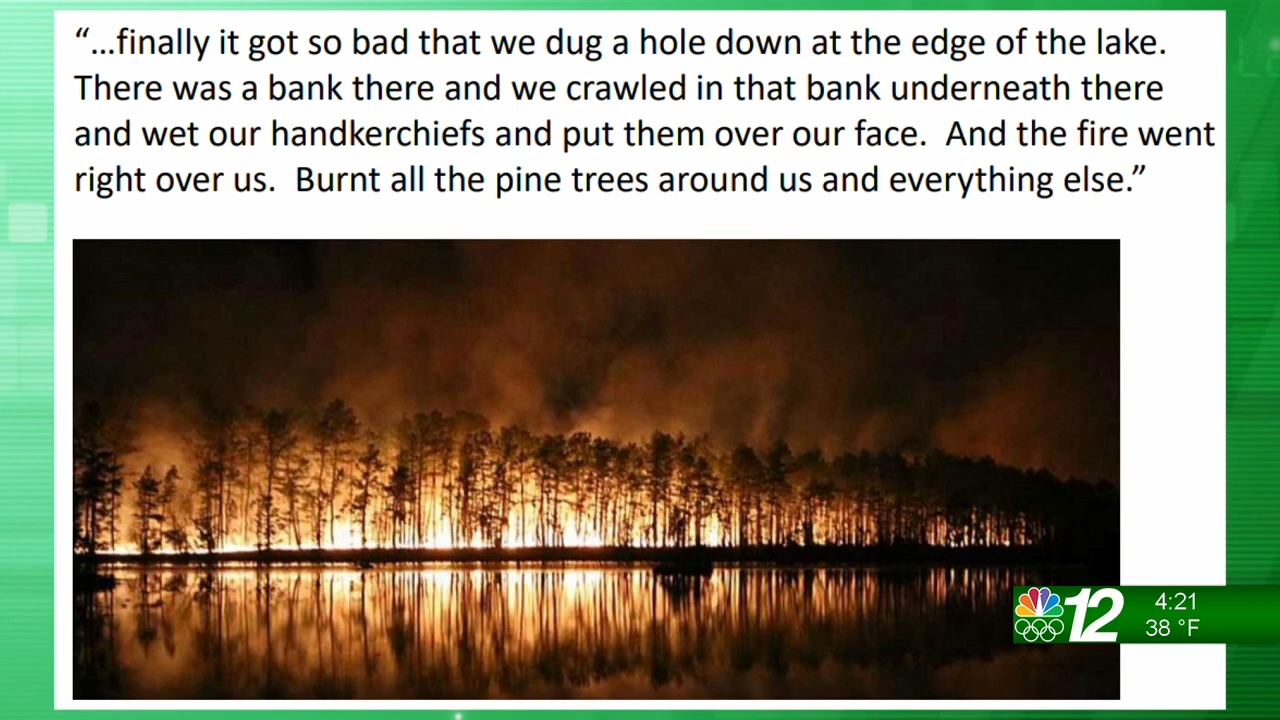 “...finally it got so bad that we dug a hole down at the edge of the lake.
There was a bank there and we crawled in that bank underneath there
and wet our handkerchiefs and put them over our face.  And the fire went
right over us.  Burnt all the pine trees around us and everything else.”
12
4:21
38 °F